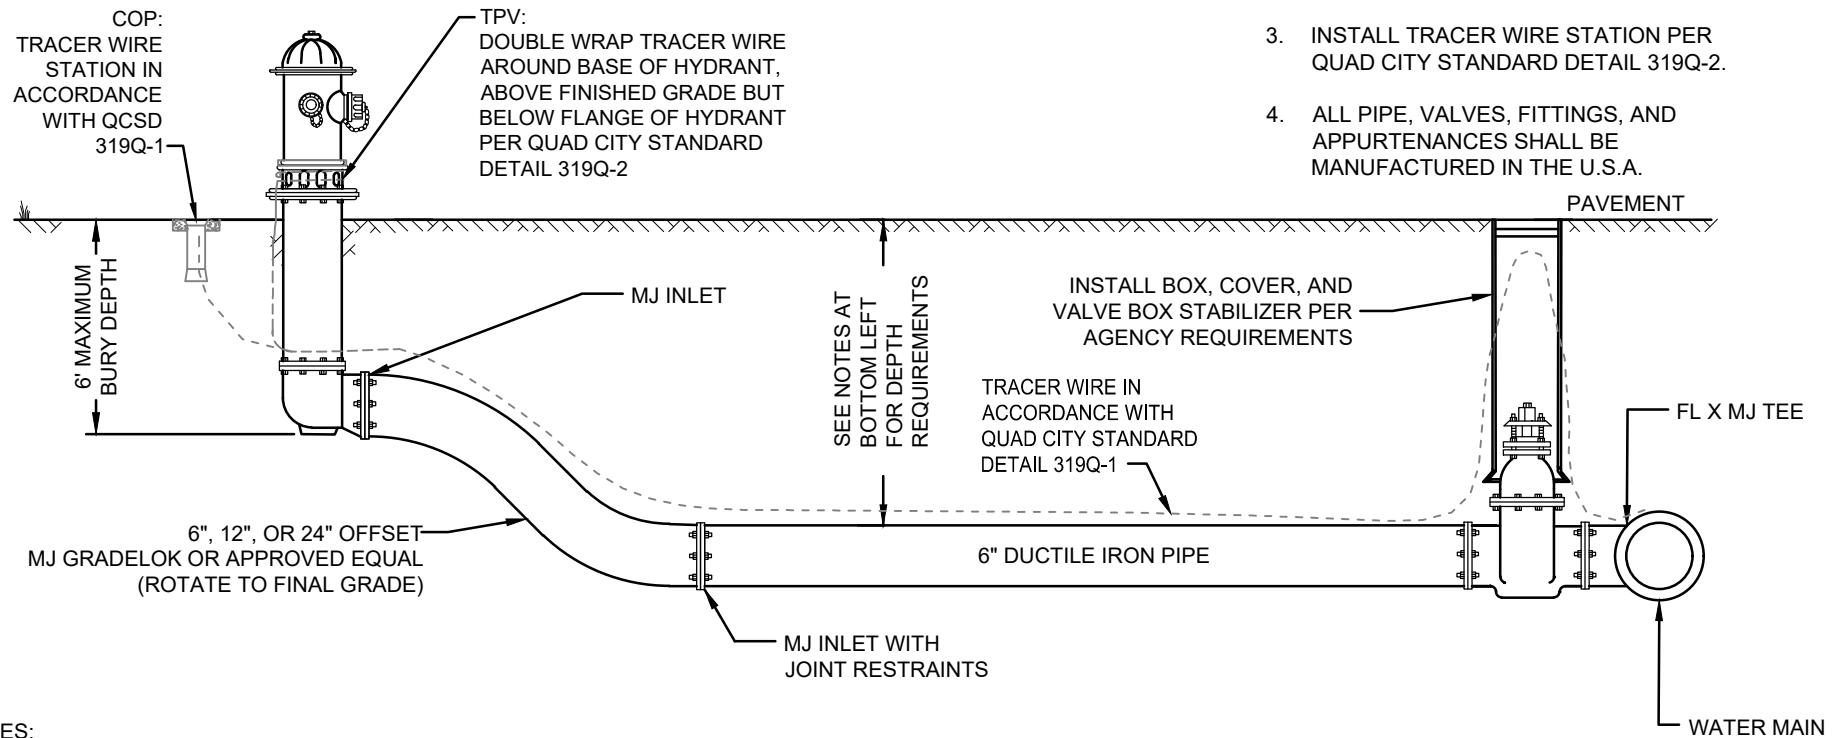 COP:
TRACER WIRE
STATION IN
ACCORDANCE
WITH QCSD
319Q-1
TPV:
DOUBLE WRAP TRACER WIRE
AROUND BASE OF HYDRANT,
ABOVE FINISHED GRADE BUT
BELOW FLANGE OF HYDRANT
PER QUAD CITY STANDARD
DETAIL 319Q-2
3. INSTALL TRACER WIRE STATION PER
QUAD CITY STANDARD DETAIL 319Q-2.
4. ALL PIPE, VALVES, FITTINGS, AND
APPURTENANCES SHALL BE
MANUFACTURED IN THE U.S.A.
PAVEMENT
6' MAXIMUM
BURY DEPTH
MJ INLET
SEE NOTES AT
BOTTOM LEFT
FOR DEPTH
REQUIREMENTS
INSTALL BOX, COVER, AND
VALVE BOX STABILIZER PER
AGENCY REQUIREMENTS
TRACER WIRE IN
ACCORDANCE WITH
QUAD CITY STANDARD
DETAIL 319Q-1
FL X MJ TEE
6", 12", OR 24" OFFSET
MJ GRADELOK OR APPROVED EQUAL
(ROTATE TO FINAL GRADE)
6" DUCTILE IRON PIPE
MJ INLET WITH
JOINT RESTRAINTS
WATER MAIN
ES: